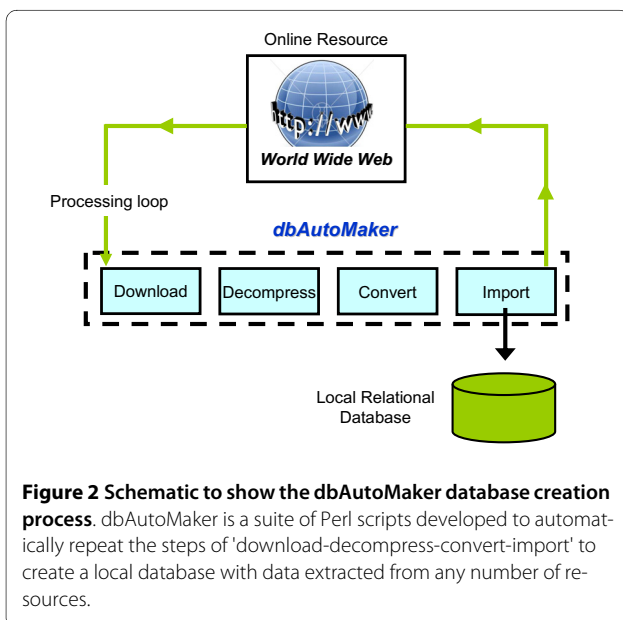 Online Resource
http://www
World Wide Web
Processing loop
dbAutoMaker
Download
Decompress
Convert
Import
Local Relational
Database
Figure 2 Schematic to show the dbAutoMaker database creation
process. dbAutoMaker is a suite of Perl scripts developed to automat-
ically repeat the steps of 'download-decompress-convert-import' to
create a local database with data extracted from any number of re-
sources.